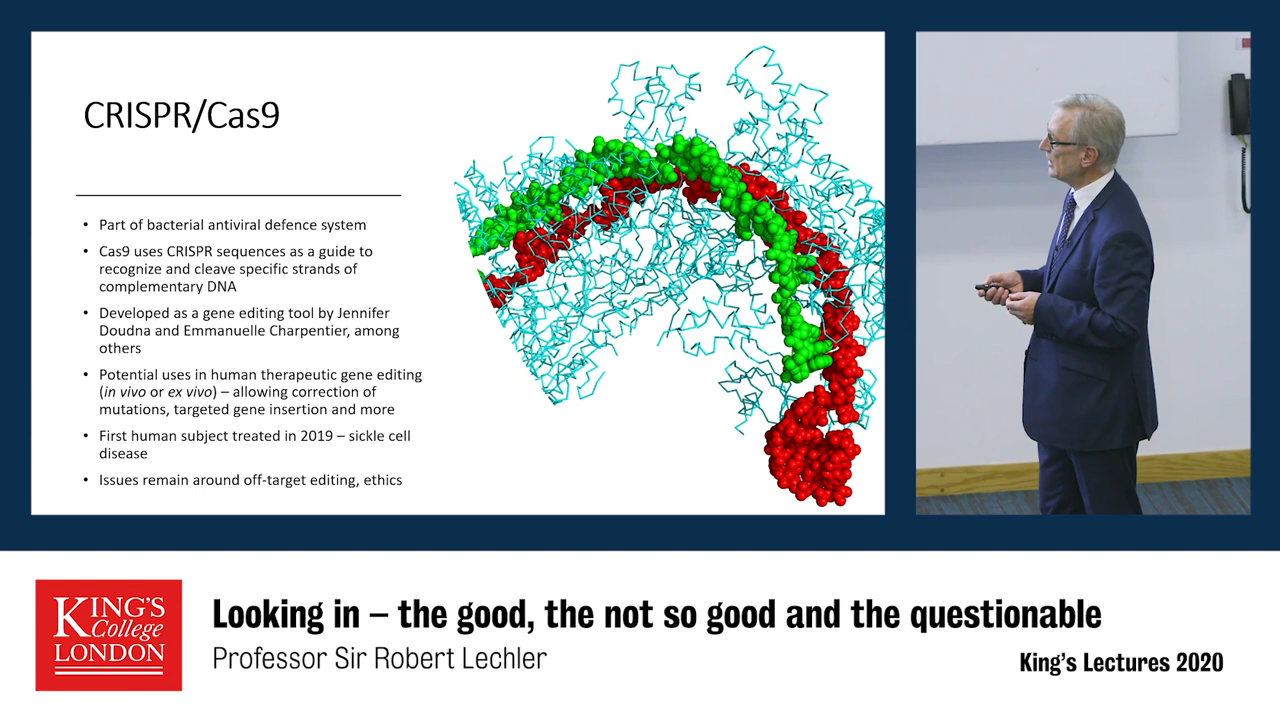 CRISPR/Cas9
• Part of bacterial antiviral defence system
• Cas9 uses CRISPR sequences as a guide to
recognize and cleave specific strands of
complementary DNA
• Developed as a gene editing tool by Jennifer
Doudna and Emmanuelle Charpentier, among
others
• Potential uses in human therapeutic gene editing
(in vivo or ex vivo) – allowing correction of
mutations, targeted gene insertion and more
• First human subject treated in 2019 – sickle cell
disease
• Issues remain around off-target editing, ethics
KING'S
College
LONDON
Looking in – the good, the not so good and the questionable
Professor Sir Robert Lechler
King's Lectures 2020